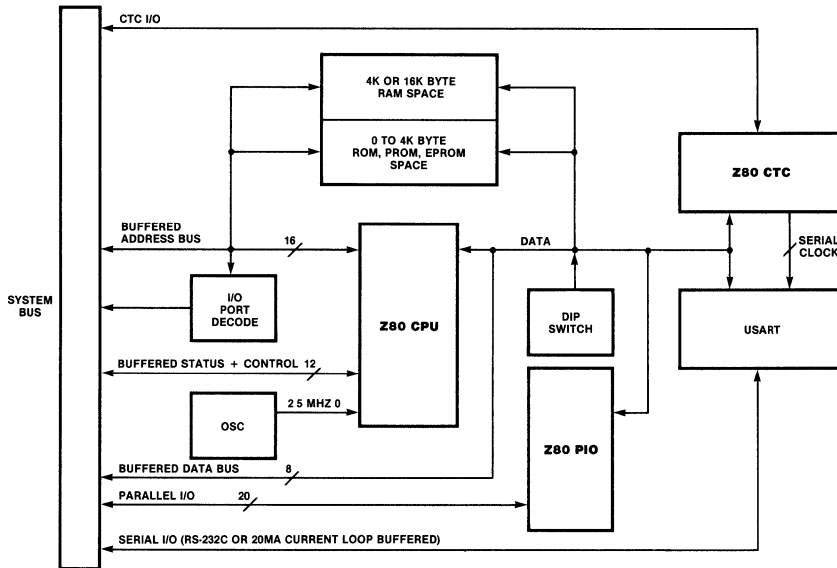 CTC I/O
4K OR 16K BYTE
RAM SPACE
0 TO 4K BYTE
ROM, PROM, EPROM
SPACE
Z80 CTC
BUFFERED
ADDRESS BUS
16
DATA
SERIAL
CLOCK
SYSTEM
BUS
I/O
PORT
DECODE
Z80 CPU
DIP
SWITCH
USART
BUFFERED STATUS + CONTROL 12
OSC
2 5 MHZ 0
Z80 PIO
BUFFERED DATA BUS 8
PARALLEL I/O 20
SERIAL I/O (RS-232C OR 20MA CURRENT LOOP BUFFERED)